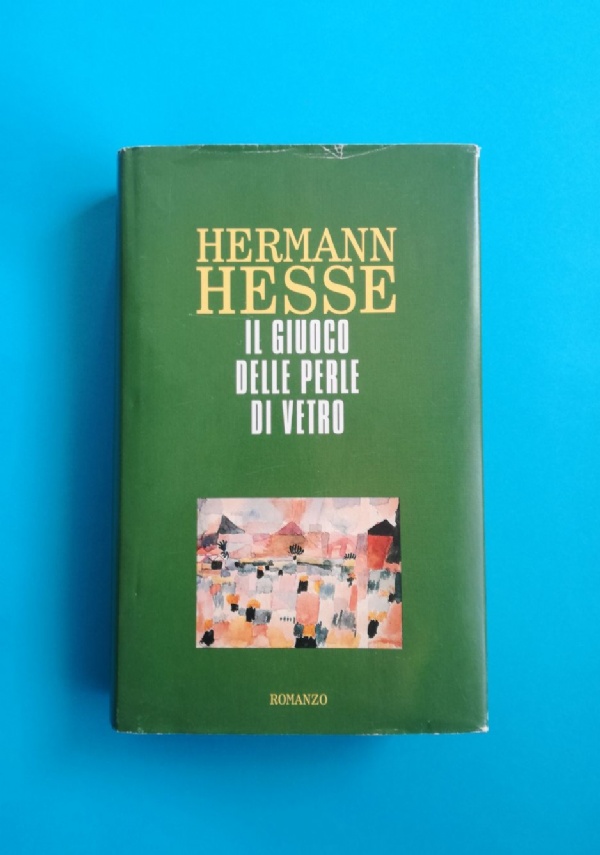 HERMANN
HESSE
IL GIUOCO
DELLE PERLE
DI VETRO
ROMANZO